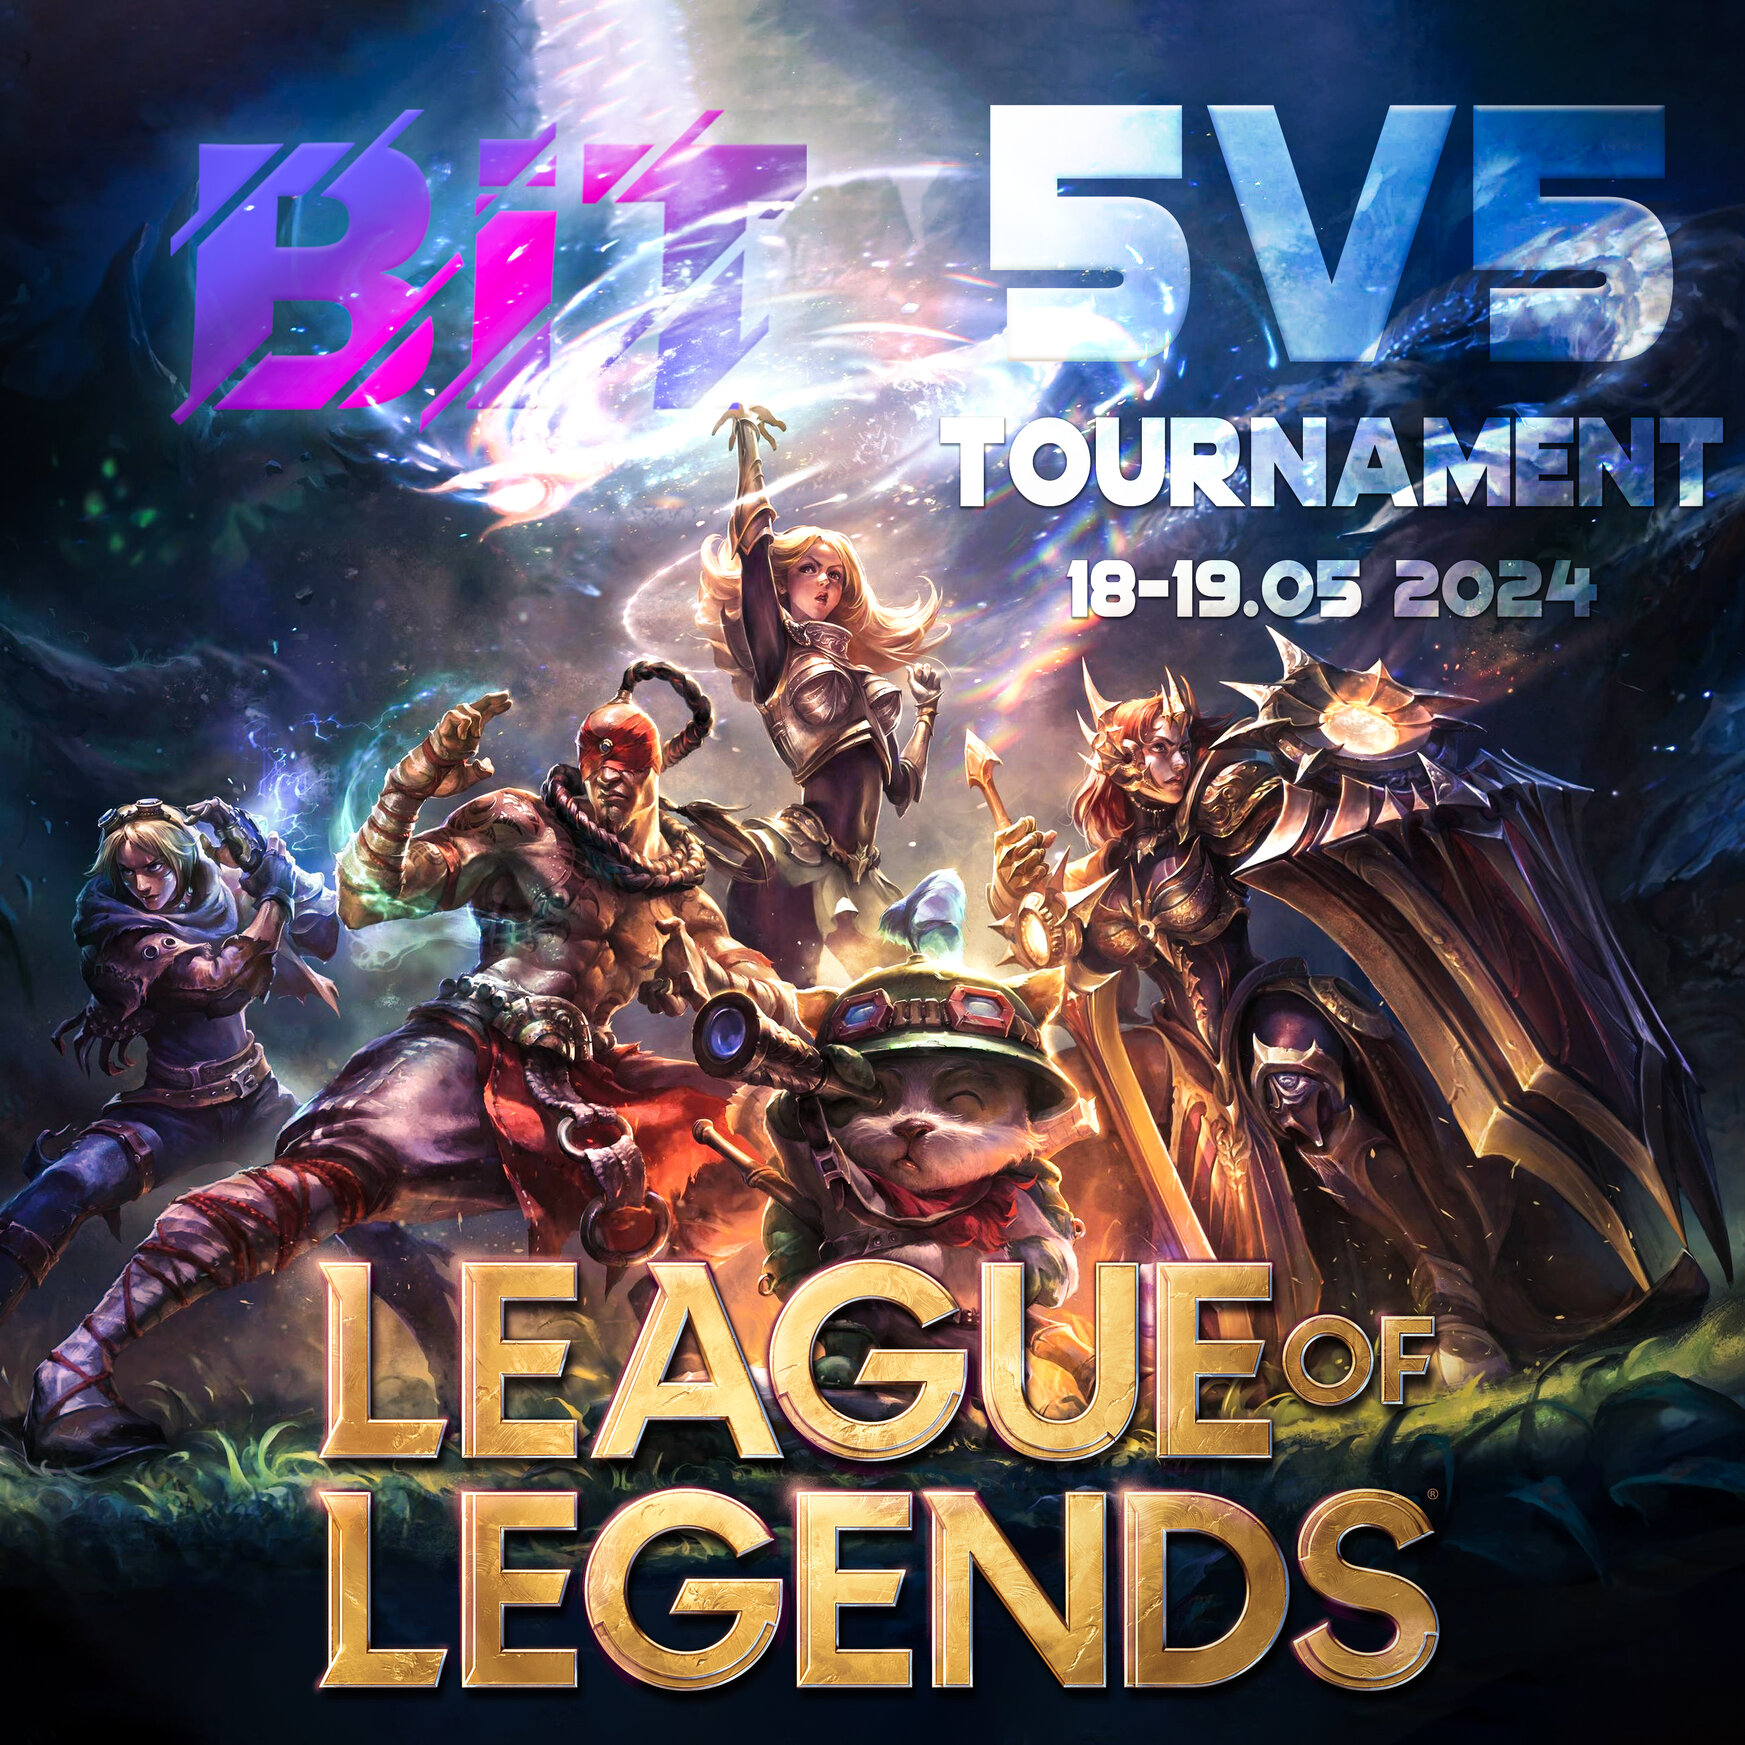 BiT
5V5
TOURNAMENT
18-19.05 2024
LEAGUE OF
LEGENDS®